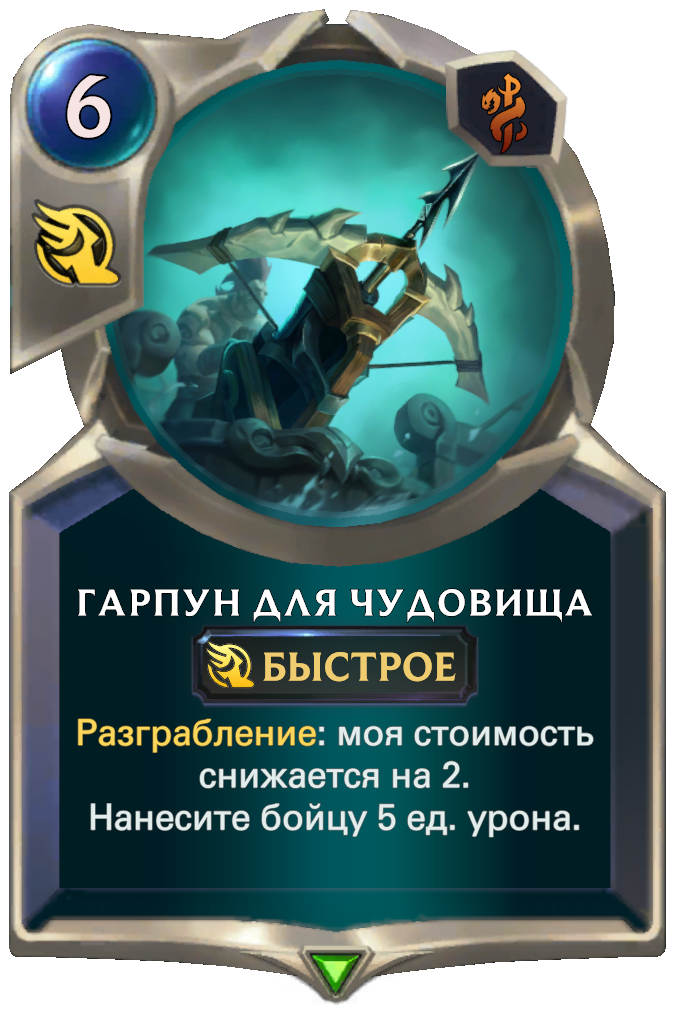 6
ГАРПУН ДЛЯ ЧУДОВИЩА
БЫСТРОЕ
Разграбление: моя стоимость
снижается на 2.
Нанесите бойцу 5 ед. урона.